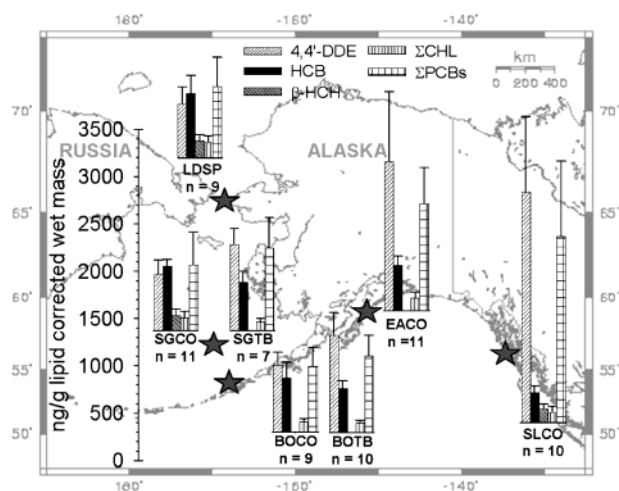 -180° -160° -140°
4,4'-DDE ΣCHL
HCB ΣPCBs
β-HCH
km
0 200 400
70° 70°
3500
RUSSIA ALASKA
LDSP
n = 9
3000
65° 65°
2500
2000
60° 60°
EACO
n =11
1500
SGCO SGTB
n = 11 n = 7
55° 55°
1000
500
BOCO BOTB
n = 9 n = 10
SLCO
n = 10
50° 50°
0
ng/g lipid corrected wet mass
180° -160° -140°